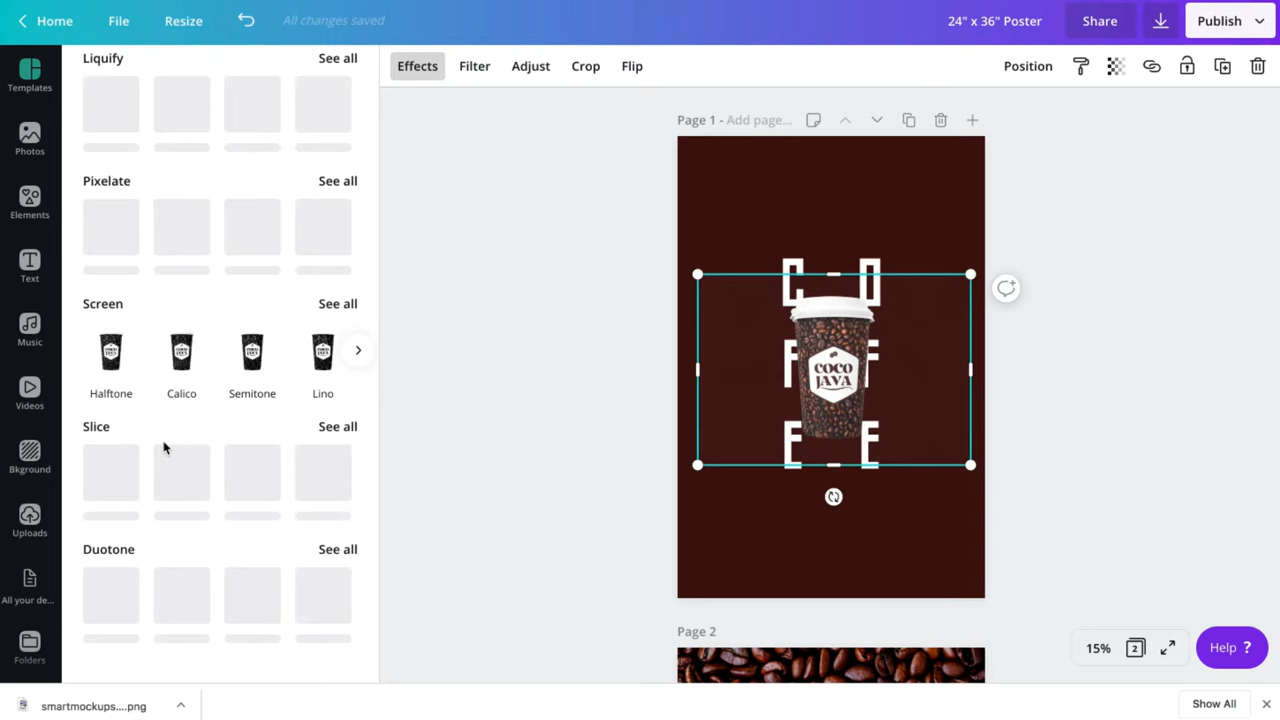 Home File Resize All changes saved 24" x 36" Poster Share Publish
Effects Filter Adjust Crop Flip Position
Templates
Photos
Elements
Text
Music
Videos
Bkground
Uploads
All your de...
Folders
Liquify See all
Pixelate See all
Screen See all
Halftone Calico Semitone Lino
Slice See all
Duotone See all
Page 1 - Add page...
C O
F F
E E
COCO
JAVA
Page 2
15% 2 Help ?
smartmockups....png Show All